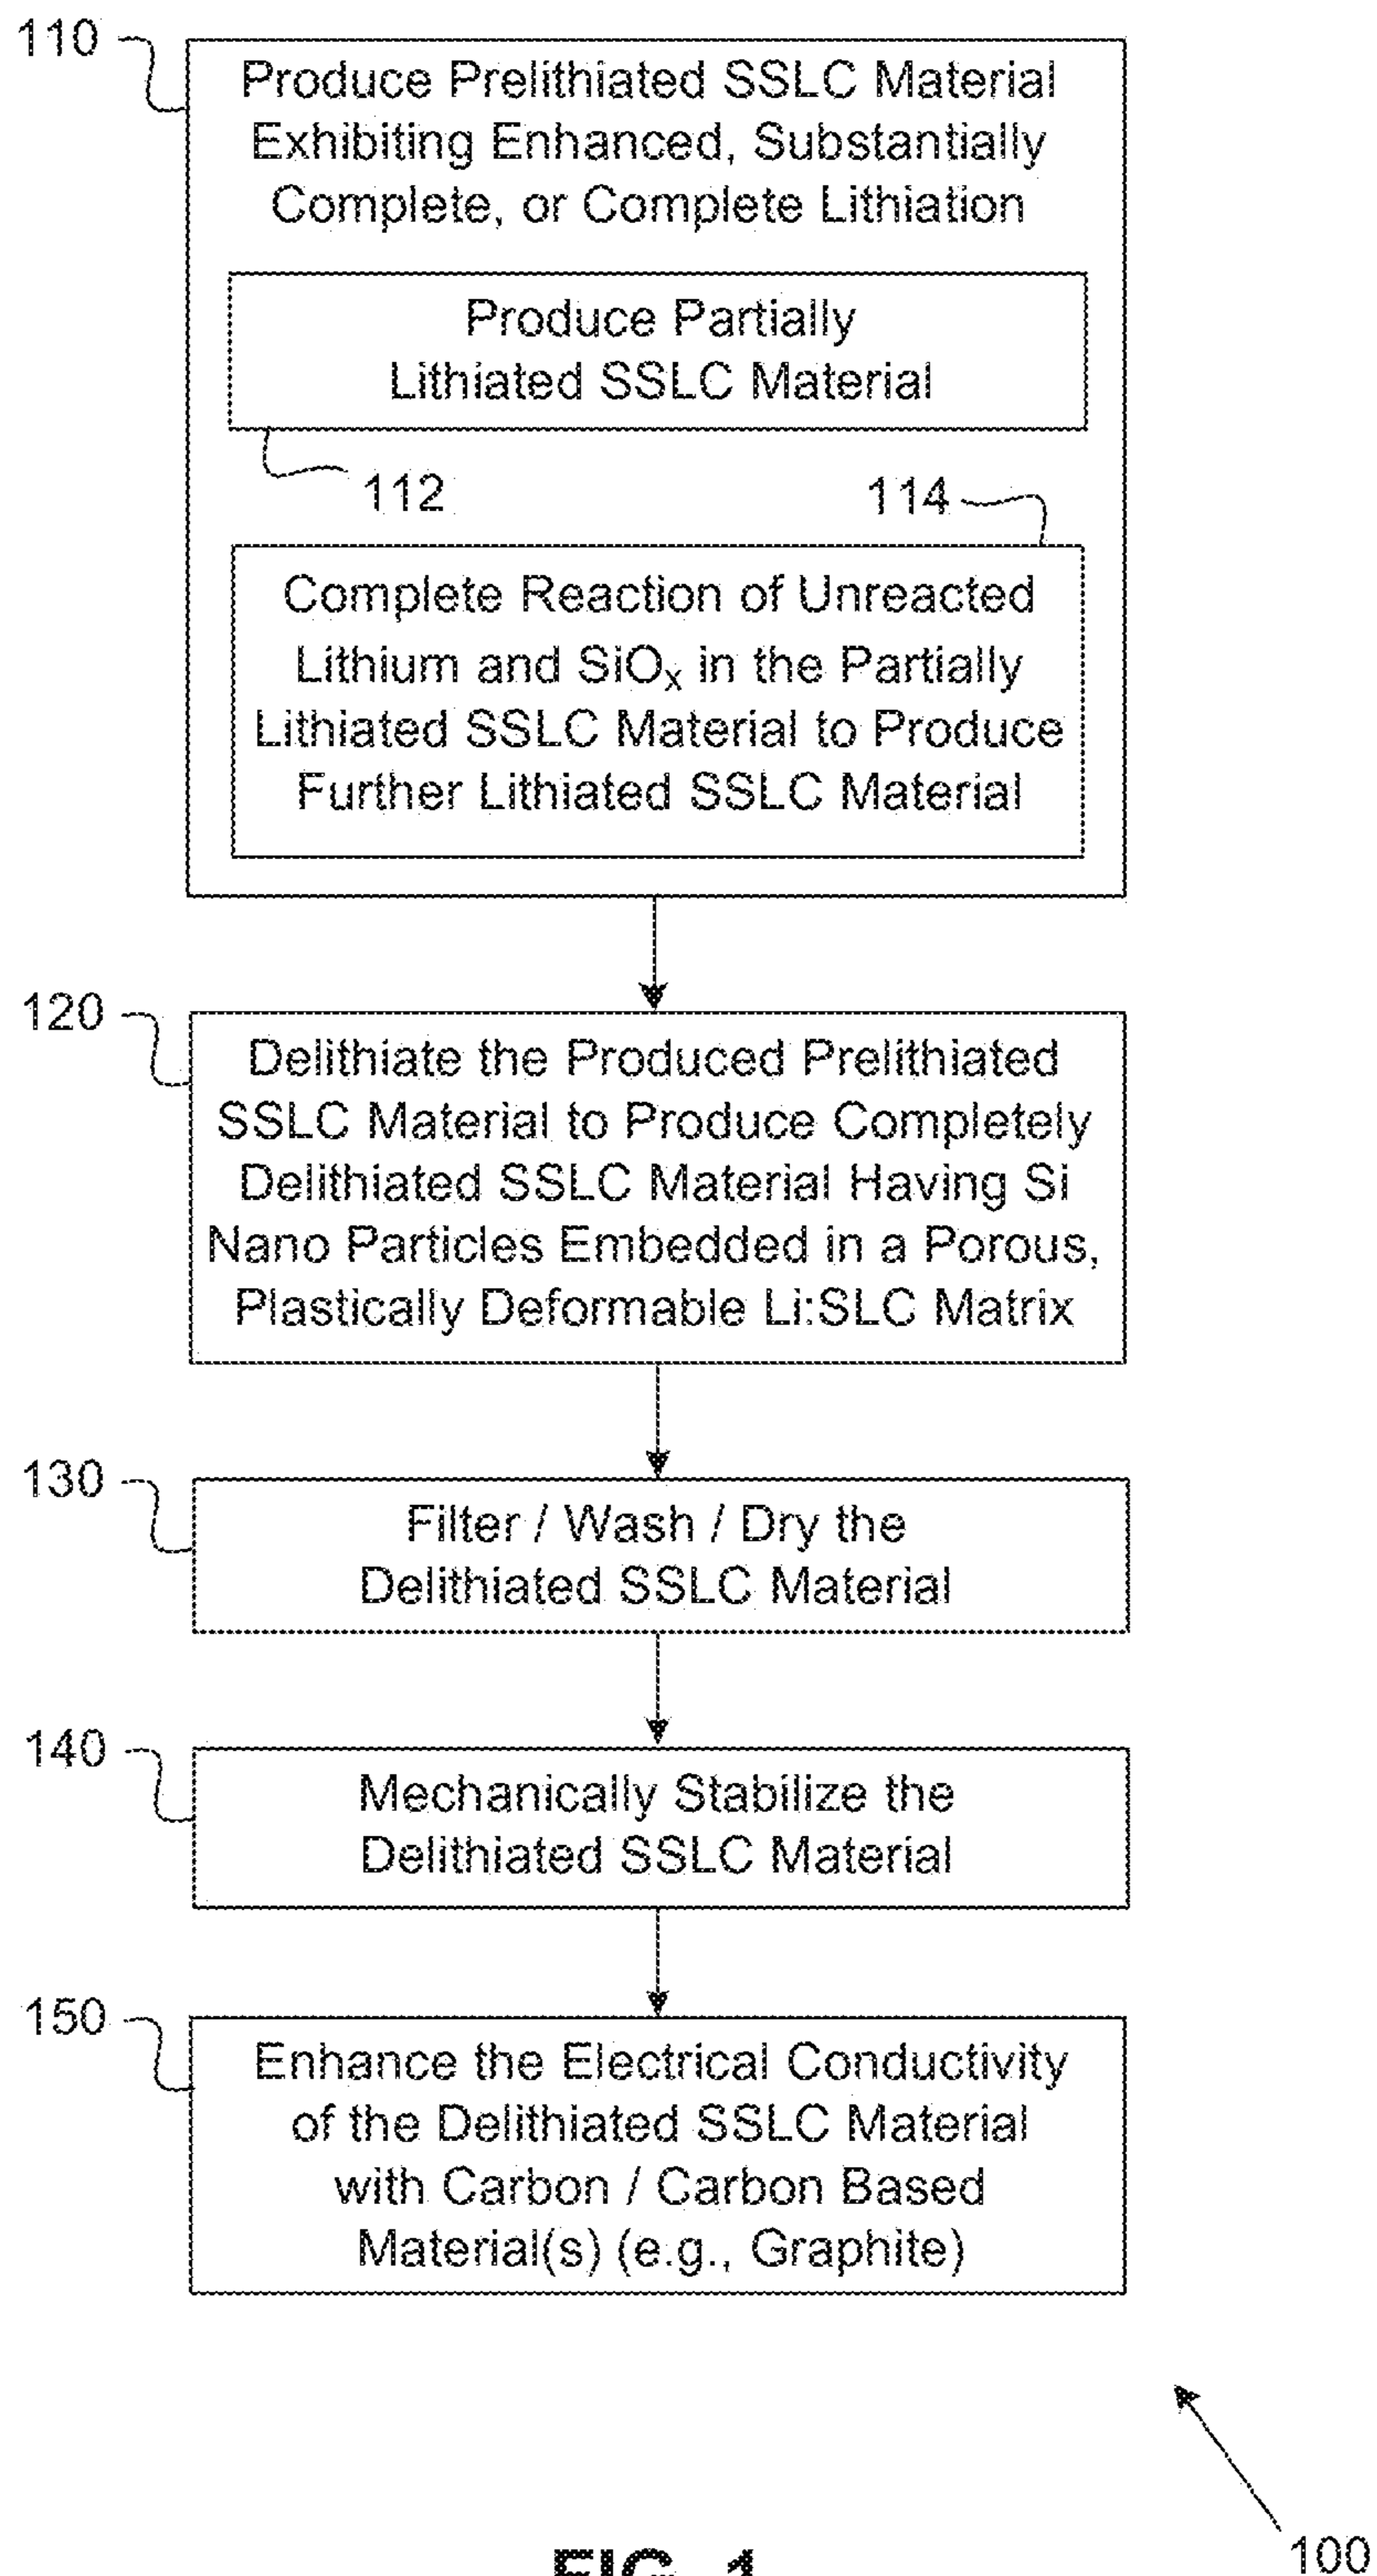 110
Produce Prelithiated SSLC Material
Exhibiting Enhanced, Substantially
Complete, or Complete Lithiation
Produce Partially
Lithiated SSLC Material
112
114
Complete Reaction of Unreacted
Lithium and SiOₓ in the Partially
Lithiated SSLC Material to Produce
Further Lithiated SSLC Material
120
Delithiate the Produced Prelithiated
SSLC Material to Produce Completely
Delithiated SSLC Material Having Si
Nano Particles Embedded in a Porous,
Plastically Deformable Li:SLC Matrix
130
Filter / Wash / Dry the
Delithiated SSLC Material
140
Mechanically Stabilize the
Delithiated SSLC Material
150
Enhance the Electrical Conductivity
of the Delithiated SSLC Material
with Carbon / Carbon Based
Material(s) (e.g., Graphite)
100
FIG. 1